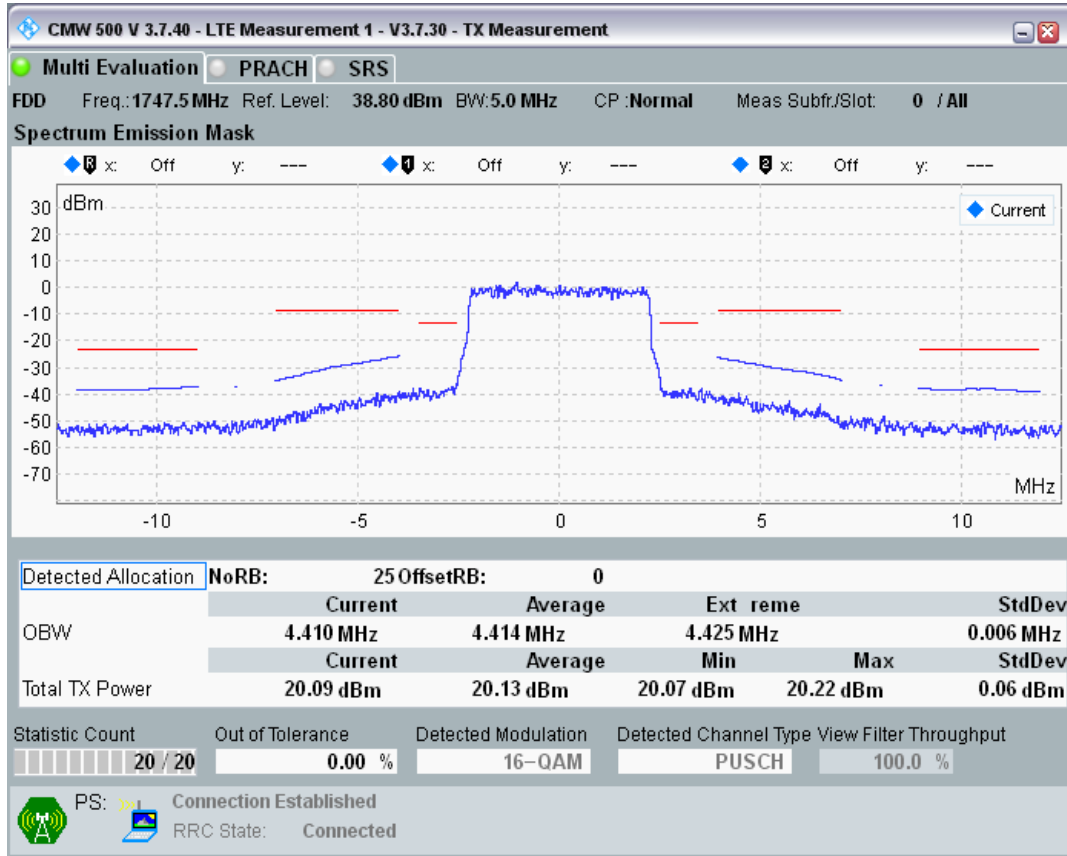 CMW 500 V 3.7.40 - LTE Measurement 1 - V3.7.30 - TX Measurement
Multi Evaluation PRACH SRS
FDD Freq.: 1747.5 MHz Ref. Level: 38.80 dBm BW: 5.0 MHz CP : Normal Meas Subfr./Slot: 0 / All
Spectrum Emission Mask
R x: Off y: --- 1 x: Off y: --- 2 x: Off y: ---
dBm
Current
30
20
10
0
-10
-20
-30
-40
-50
-60
-70
MHz
-10 -5 0 5 10
Detected Allocation NoRB: 25 OffsetRB: 0
Current Average Ext reme StdDev
OBW 4.410 MHz 4.414 MHz 4.425 MHz 0.006 MHz
Current Average Min Max StdDev
Total TX Power 20.09 dBm 20.13 dBm 20.07 dBm 20.22 dBm 0.06 dBm
Statistic Count Out of Tolerance Detected Modulation Detected Channel Type View Filter Throughput
20 / 20 0.00 % 16-QAM PUSCH 100.0 %
PS: Connection Established
RRC State: Connected